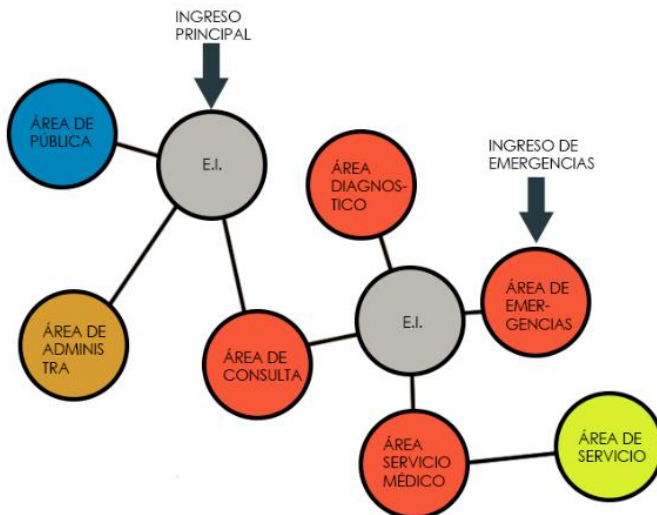 INGRESO
PRINCIPAL
ÁREA DE
PÚBLICA
E.I.
ÁREA
DIAGNOS-
TICO
INGRESO DE
EMERGENCIAS
ÁREA DE
EMER-
GENCIAS
E.I.
ÁREA DE
ADMINIS
TRA
ÁREA DE
CONSULTA
ÁREA
SERVICIO
MÉDICO
ÁREA DE
SERVICIO